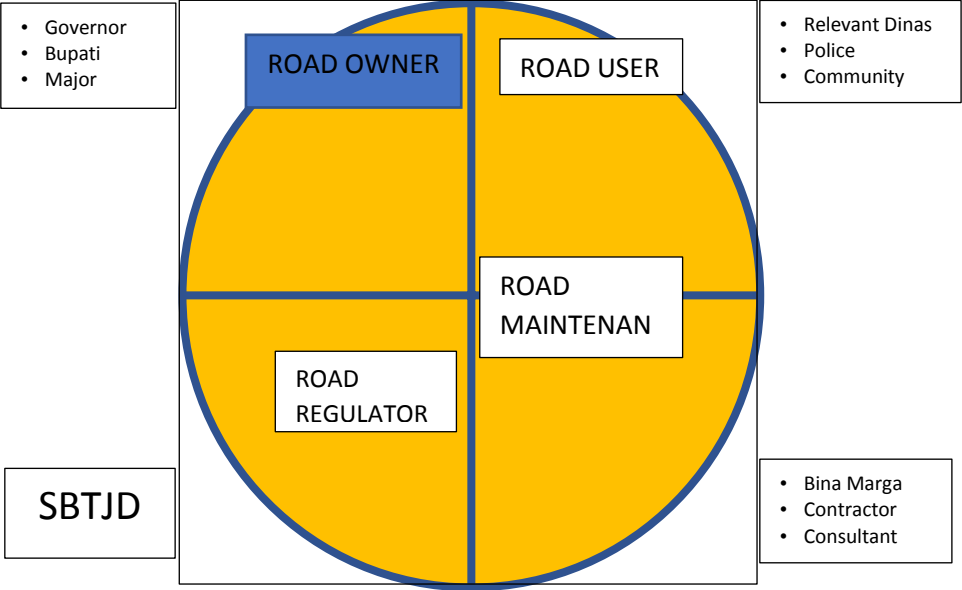 • Governor
• Bupati
• Major
ROAD OWNER
ROAD USER
• Relevant Dinas
• Police
• Community
ROAD
MAINTENAN
ROAD
REGULATOR
SBTJD
• Bina Marga
• Contractor
• Consultant